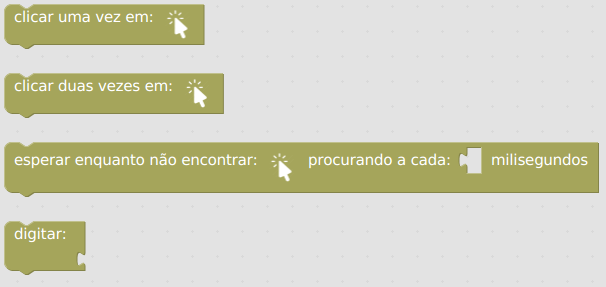 clicar uma vez em:
clicar duas vezes em:
esperar enquanto não encontrar: procurando a cada: milisegundos
digitar: